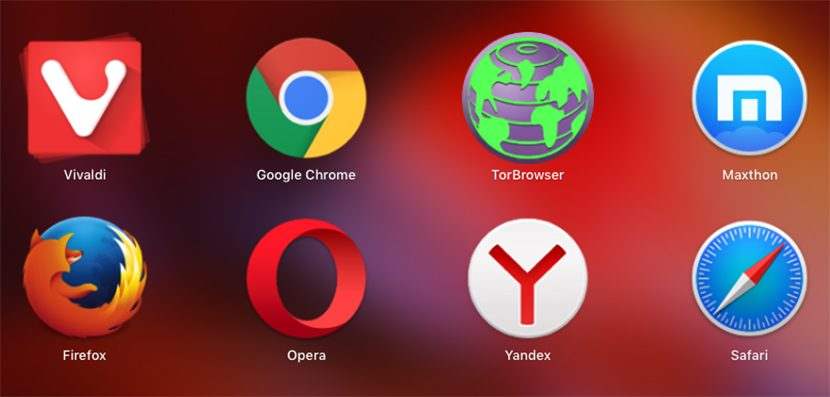 Vivaldi
Google Chrome
TorBrowser
Maxthon
Firefox
Opera
Yandex
Safari